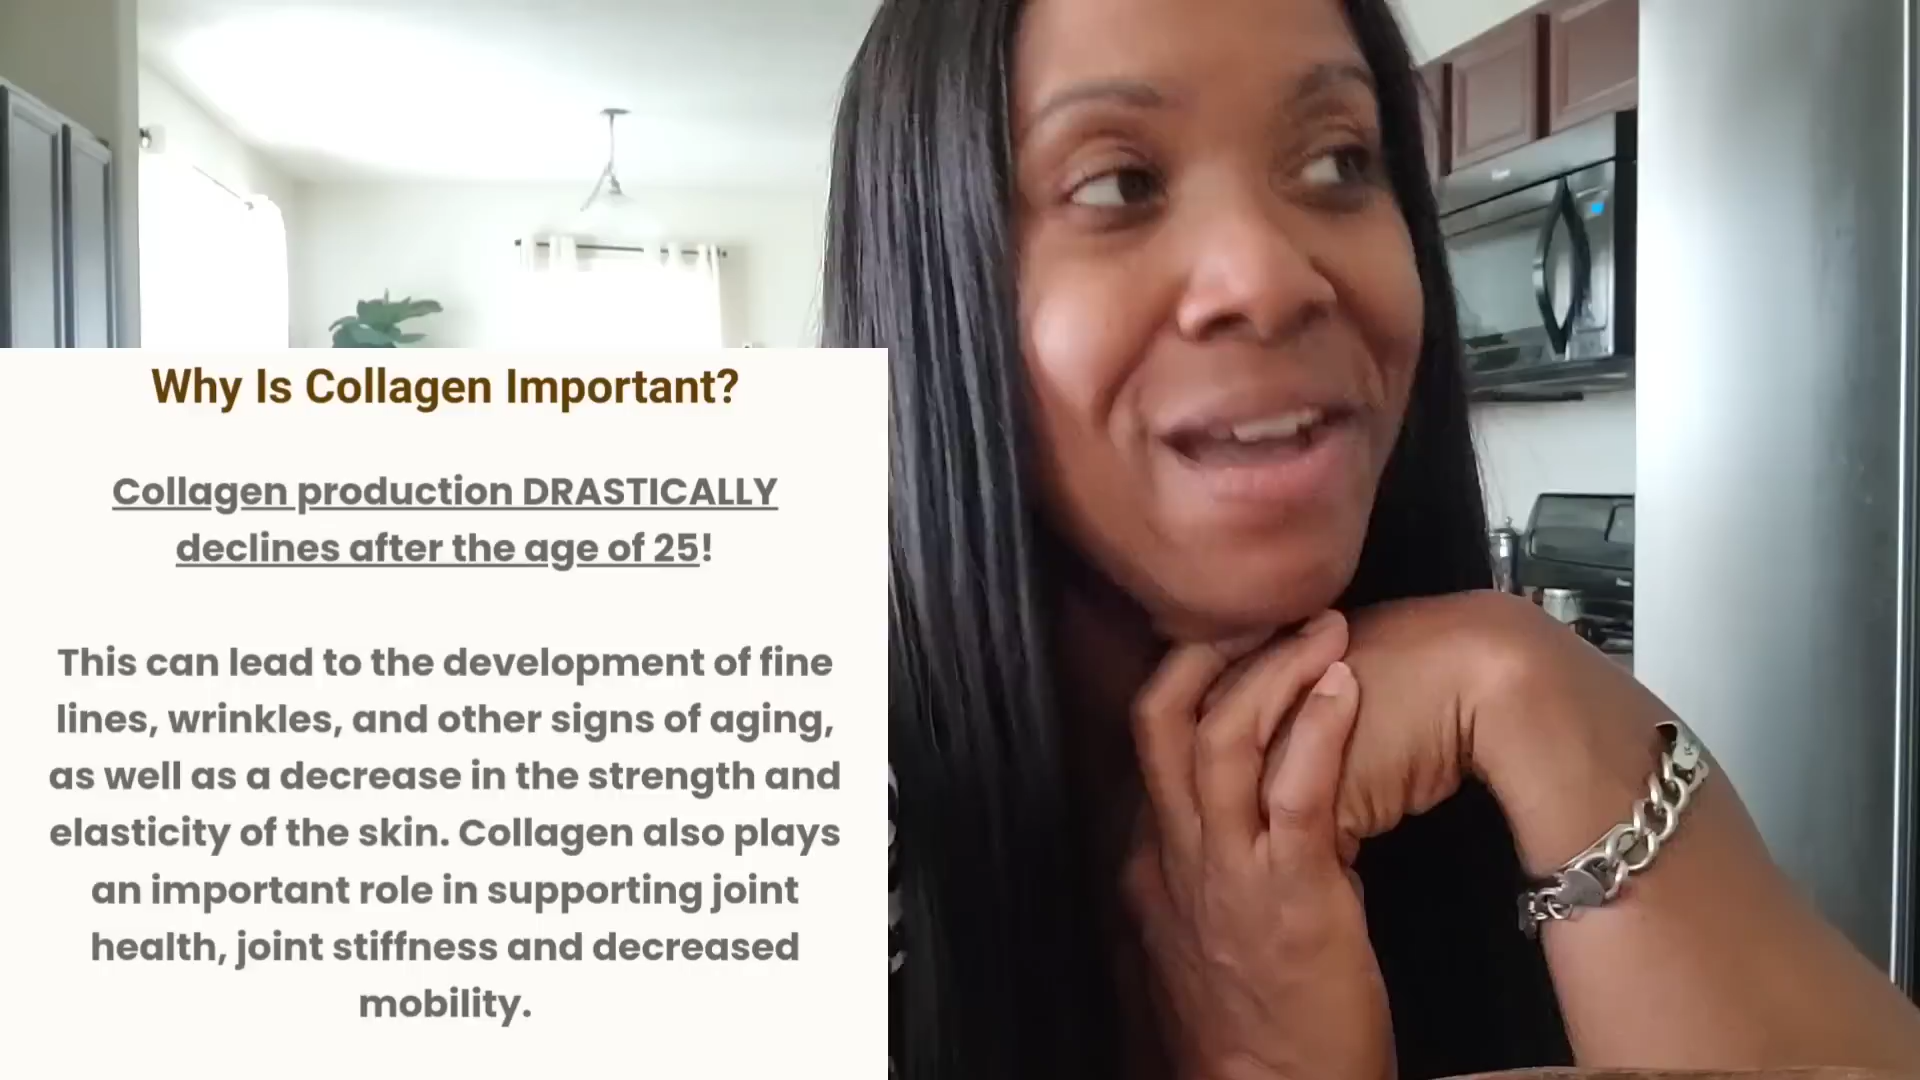 Why Is Collagen Important?
Collagen production DRASTICALLY
declines after the age of 25!
This can lead to the development of fine
lines, wrinkles, and other signs of aging,
as well as a decrease in the strength and
elasticity of the skin. Collagen also plays
an important role in supporting joint
health, joint stiffness and decreased
mobility.